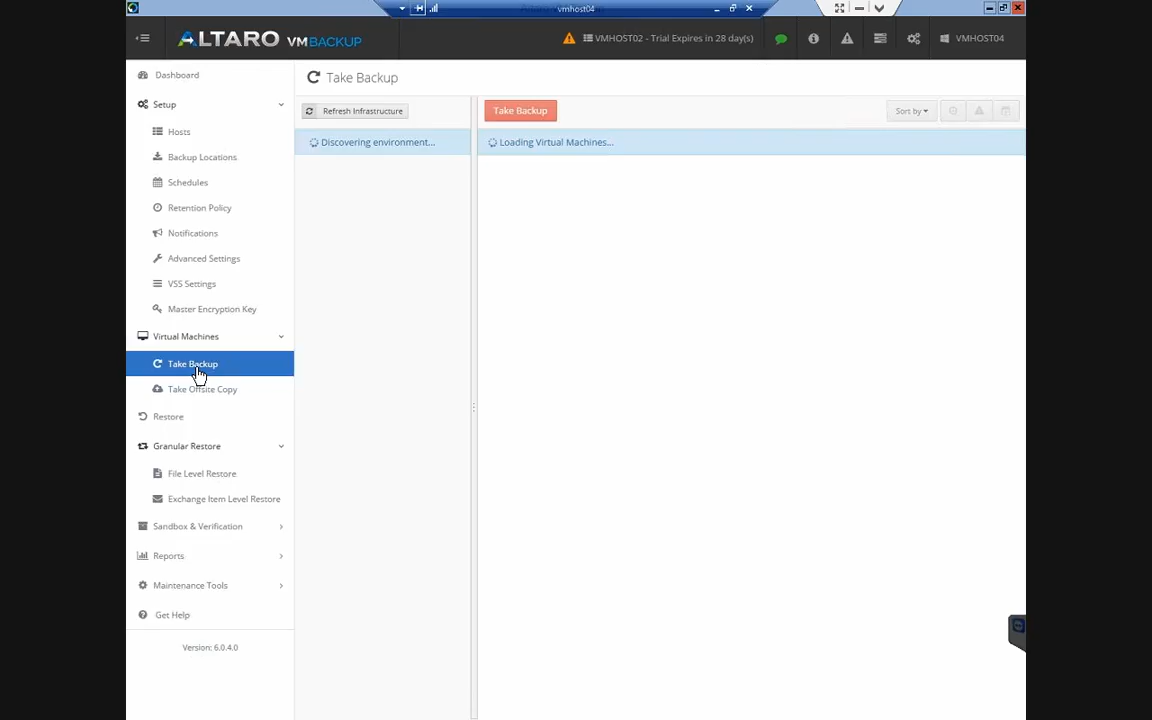 vmhost04
ALTARO VMBACKUP
VMHOST02 - Trial Expires in 28 day(s)
VMHOST04
Dashboard
Setup
Hosts
Backup Locations
Schedules
Retention Policy
Notifications
Advanced Settings
VSS Settings
Master Encryption Key
Virtual Machines
Take Backup
Take Offsite Copy
Restore
Granular Restore
File Level Restore
Exchange Item Level Restore
Sandbox & Verification
Reports
Maintenance Tools
Get Help
Version: 6.0.4.0
Take Backup
Refresh Infrastructure
Discovering environment...
Take Backup
Sort by
Loading Virtual Machines...